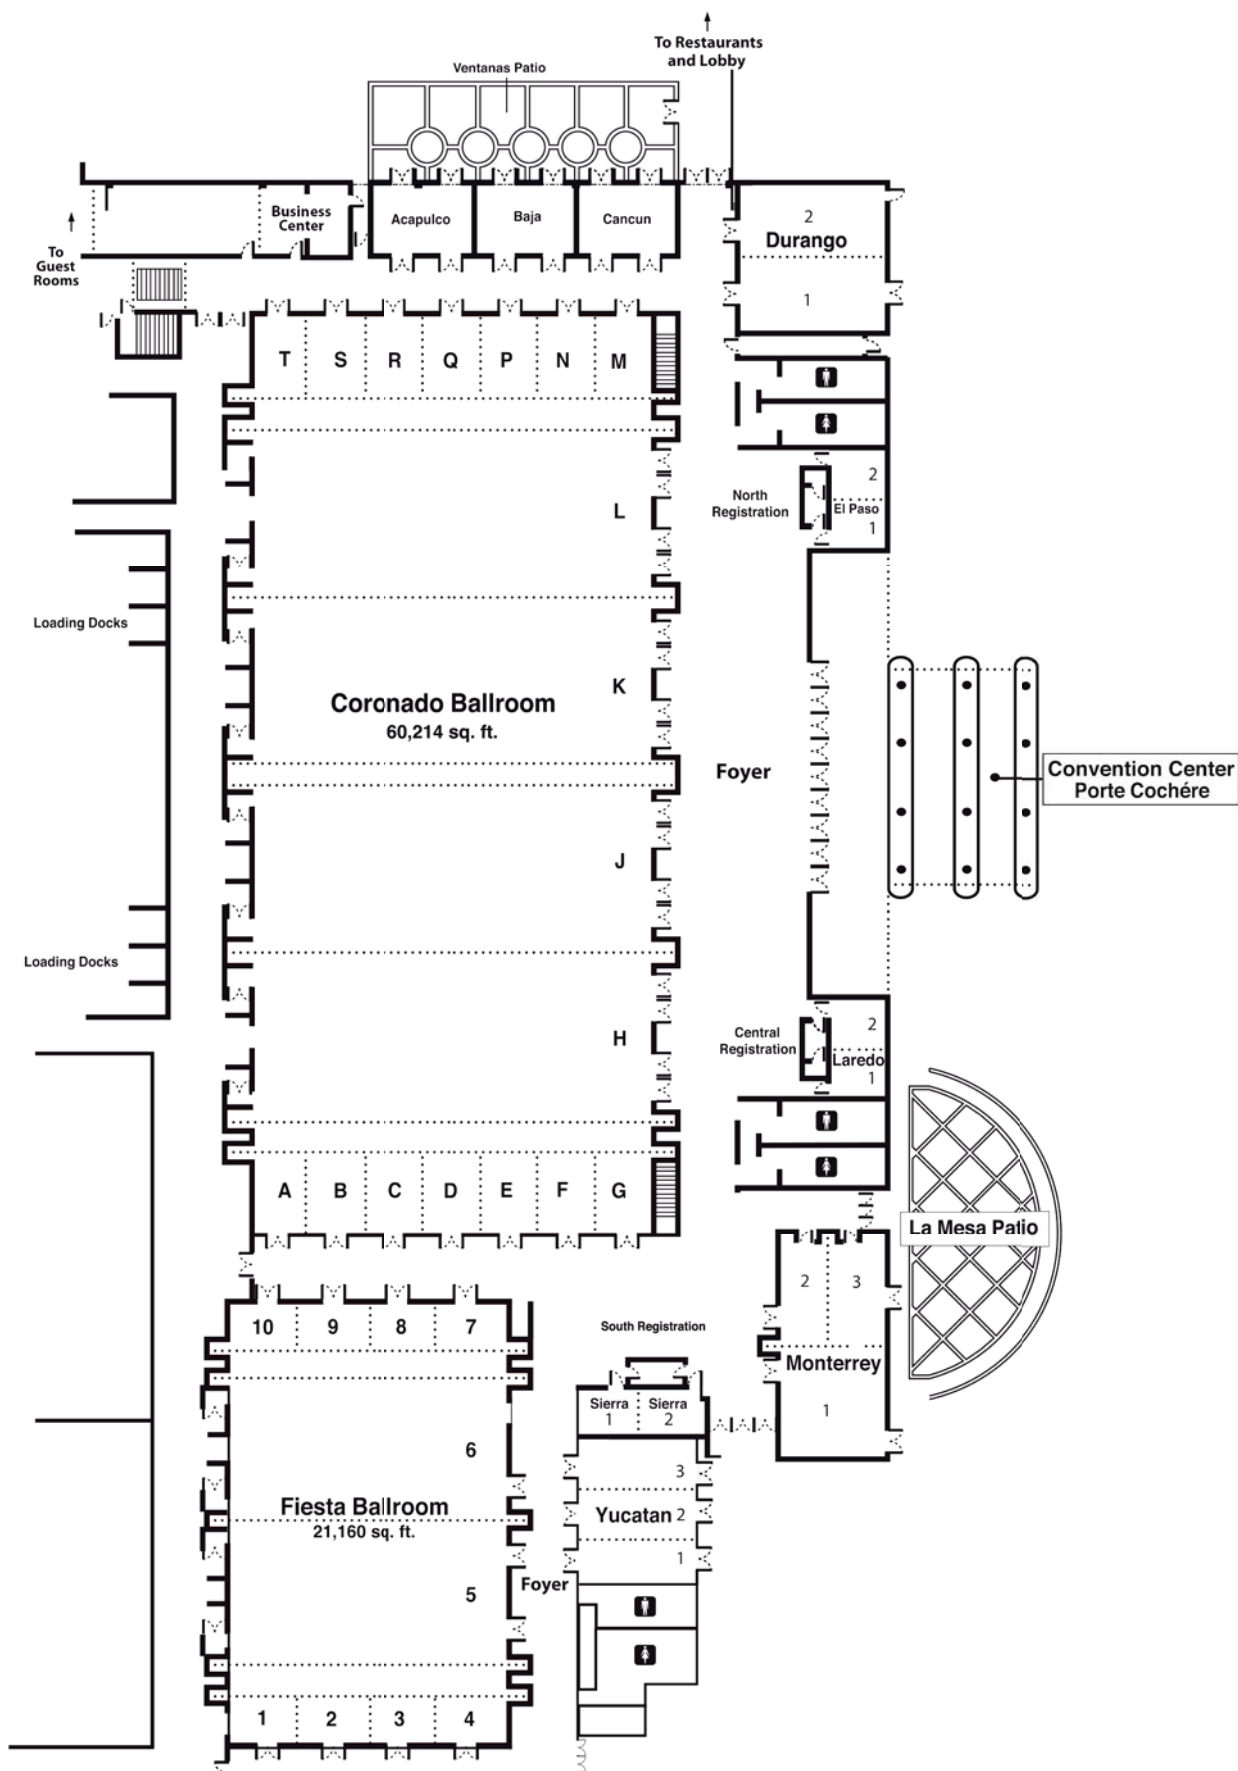 To Restaurants
and Lobby
Ventanas Patio
Business
Center
Acapulco
Baja
Cancun
2
Durango
1
To
Guest
Rooms
T S R Q P N M
2
North
Registration
El Paso
1
L
Loading Docks
K
Coronado Ballroom
60,214 sq. ft.
Foyer
Convention Center
Porte Cochére
J
Loading Docks
2
Central
Registration
Laredo
1
H
A B C D E F G
La Mesa Patio
2 3
Monterrey
1
10 9 8 7
South Registration
Sierra
1
Sierra
2
6
3
Fiesta Ballroom
21,160 sq. ft.
Yucatan 2
1
Foyer
5
1 2 3 4